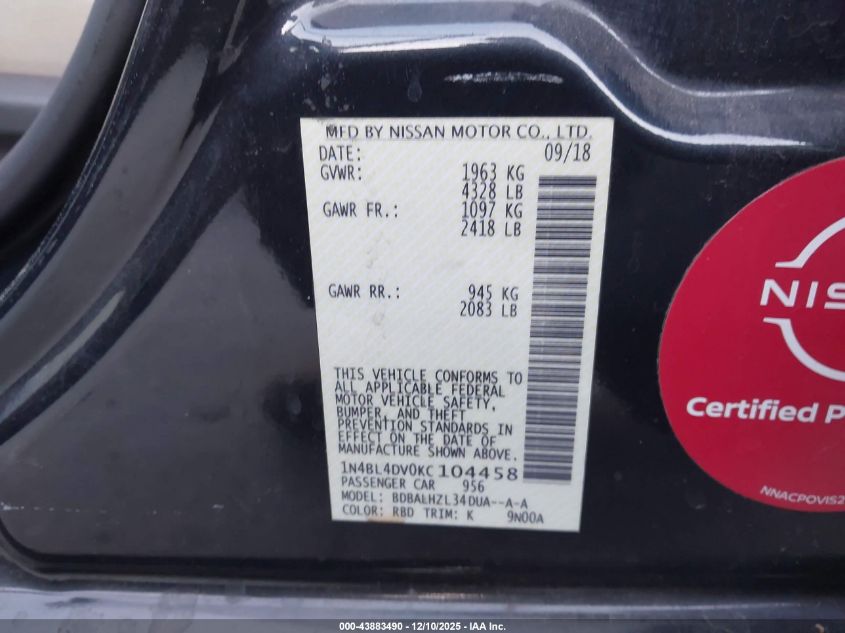 MFD BY NISSAN MOTOR CO., LTD.
DATE: 09/18
GVWR: 1963 KG
4328 LB
GAWR FR.: 1097 KG
2418 LB
GAWR RR.: 945 KG
2083 LB
THIS VEHICLE CONFORMS TO
ALL APPLICABLE FEDERAL
MOTOR VEHICLE SAFETY,
BUMPER, AND THEFT
PREVENTION STANDARDS IN
EFFECT ON THE DATE OF
MANUFACTURE SHOWN ABOVE.
1N4BL4DV0KC104458
PASSENGER CAR 956
MODEL: BDBALHZL34DUA--A-A
COLOR: RBD TRIM: K 9N00A
NIS
Certified P
NNACPOVIS2
000-43883490 - 12/10/2025 - IAA Inc.